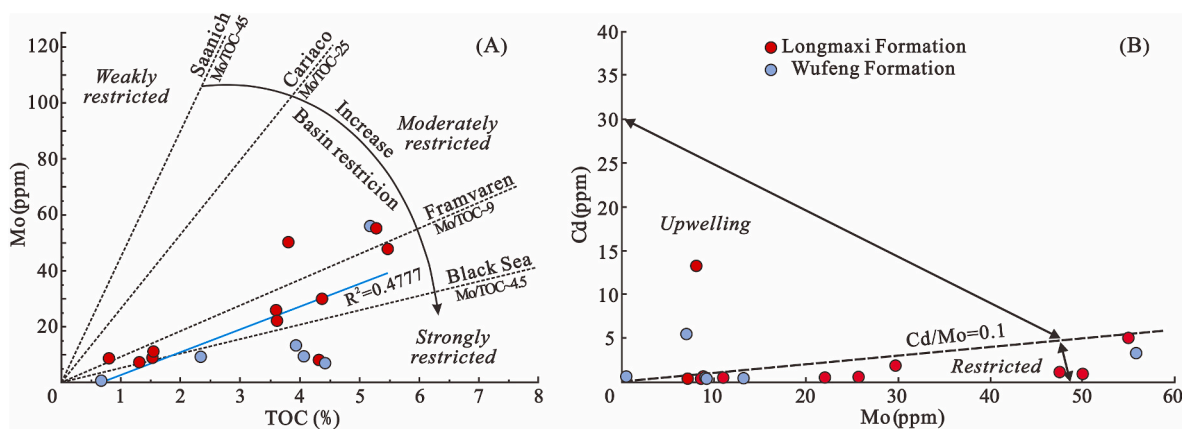 (A)
Mo(ppm)
120
100
80
60
40
20
0
1
2
3
4
5
6
7
8
TOC (%)
Weakly
restricted
Saanich
Mo/TOC~45
Cariaco
Mo/TOC~25
Increase
Basin restricion
Moderately
restricted
Framvaren
Mo/TOC~9
Black Sea
Mo/TOC~4.5
R²=0.4777
Strongly
restricted
(B)
Longmaxi Formation
Wufeng Formation
Cd(ppm)
40
35
30
25
20
15
10
5
0
10
20
30
40
50
60
Mo(ppm)
Upwelling
Cd/Mo=0.1
Restricted